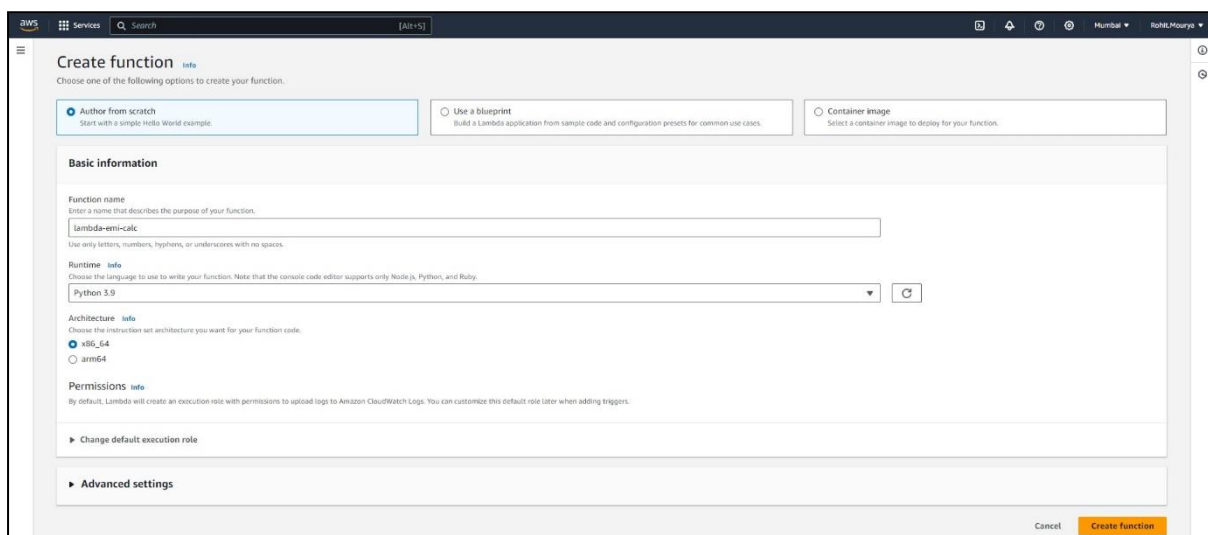 aws
Services
Search
[Alt+S]
Mumbai
Rohit.Mourya
Create function Info
Choose one of the following options to create your function.
Author from scratch
Start with a simple Hello World example.
Use a blueprint
Build a Lambda application from sample code and configuration presets for common use cases.
Container image
Select a container image to deploy for your function.
Basic information
Function name
Enter a name that describes the purpose of your function.
lambda-emi-calc
Use only letters, numbers, hyphens, or underscores with no spaces.
Runtime Info
Choose the language to use to write your function. Note that the console code editor supports only Node.js, Python, and Ruby.
Python 3.9
Architecture Info
Choose the instruction set architecture you want for your function code.
x86_64
arm64
Permissions Info
By default, Lambda will create an execution role with permissions to upload logs to Amazon CloudWatch Logs. You can customize this default role later when adding triggers.
Change default execution role
Advanced settings
Cancel
Create function